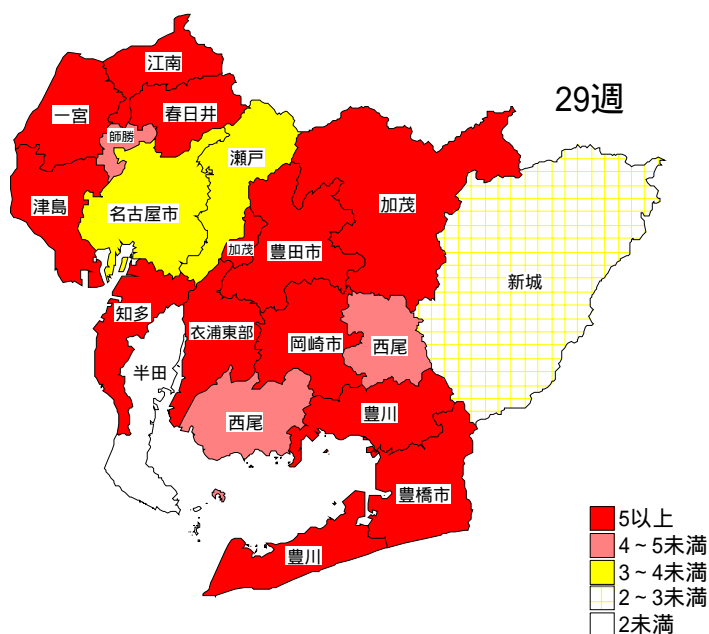 江南
29週
一宮
春日井
師勝
瀬戸
津島
名古屋市
加茂
加茂
豊田市
新城
知多
衣浦東部
岡崎市
西尾
半田
西尾
豊川
豊橋市
豊川
5以上
4～5未満
3～4未満
2～3未満
2未満